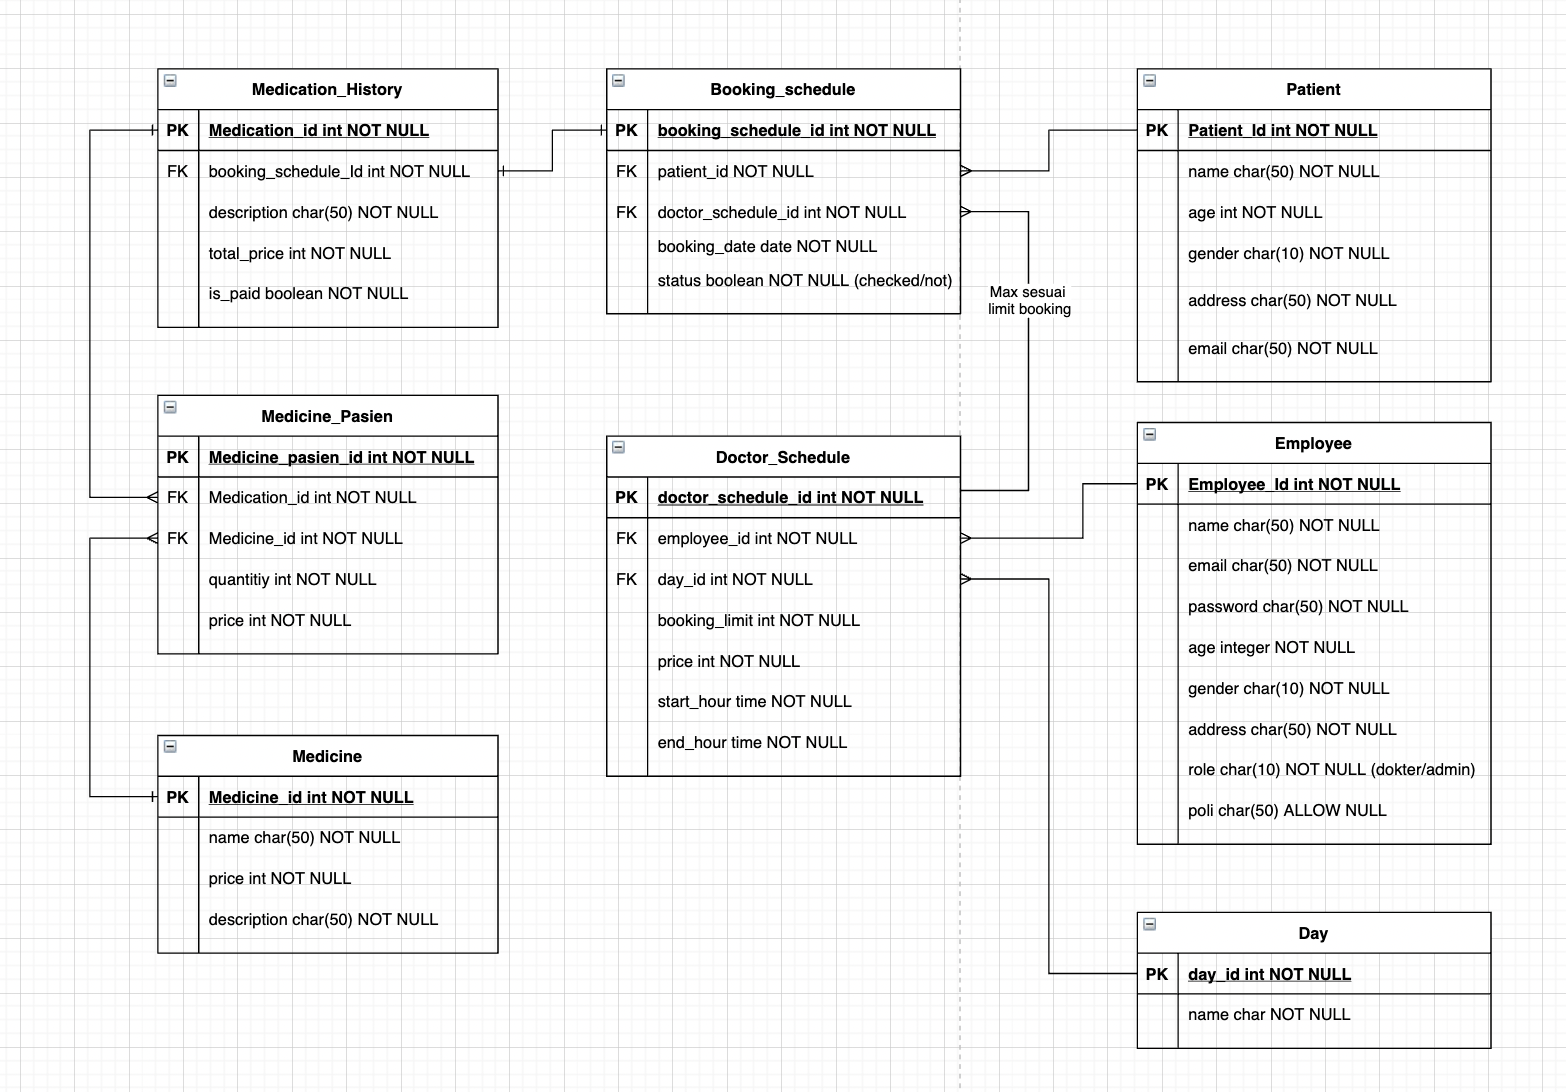 Medication_History
PK Medication_id int NOT NULL
FK booking_schedule_Id int NOT NULL
description char(50) NOT NULL
total_price int NOT NULL
is_paid boolean NOT NULL
Medicine_Pasien
PK Medicine_pasien_id int NOT NULL
FK Medication_id int NOT NULL
FK Medicine_id int NOT NULL
quantitiy int NOT NULL
price int NOT NULL
Medicine
PK Medicine_id int NOT NULL
name char(50) NOT NULL
price int NOT NULL
description char(50) NOT NULL
Booking_schedule
PK booking_schedule_id int NOT NULL
FK patient_id NOT NULL
FK doctor_schedule_id int NOT NULL
booking_date date NOT NULL
status boolean NOT NULL (checked/not)
Max sesuai
limit booking
Doctor_Schedule
PK doctor_schedule_id int NOT NULL
FK employee_id int NOT NULL
FK day_id int NOT NULL
booking_limit int NOT NULL
price int NOT NULL
start_hour time NOT NULL
end_hour time NOT NULL
Patient
PK Patient_Id int NOT NULL
name char(50) NOT NULL
age int NOT NULL
gender char(10) NOT NULL
address char(50) NOT NULL
email char(50) NOT NULL
Employee
PK Employee_Id int NOT NULL
name char(50) NOT NULL
email char(50) NOT NULL
password char(50) NOT NULL
age integer NOT NULL
gender char(10) NOT NULL
address char(50) NOT NULL
role char(10) NOT NULL (dokter/admin)
poli char(50) ALLOW NULL
Day
PK day_id int NOT NULL
name char NOT NULL